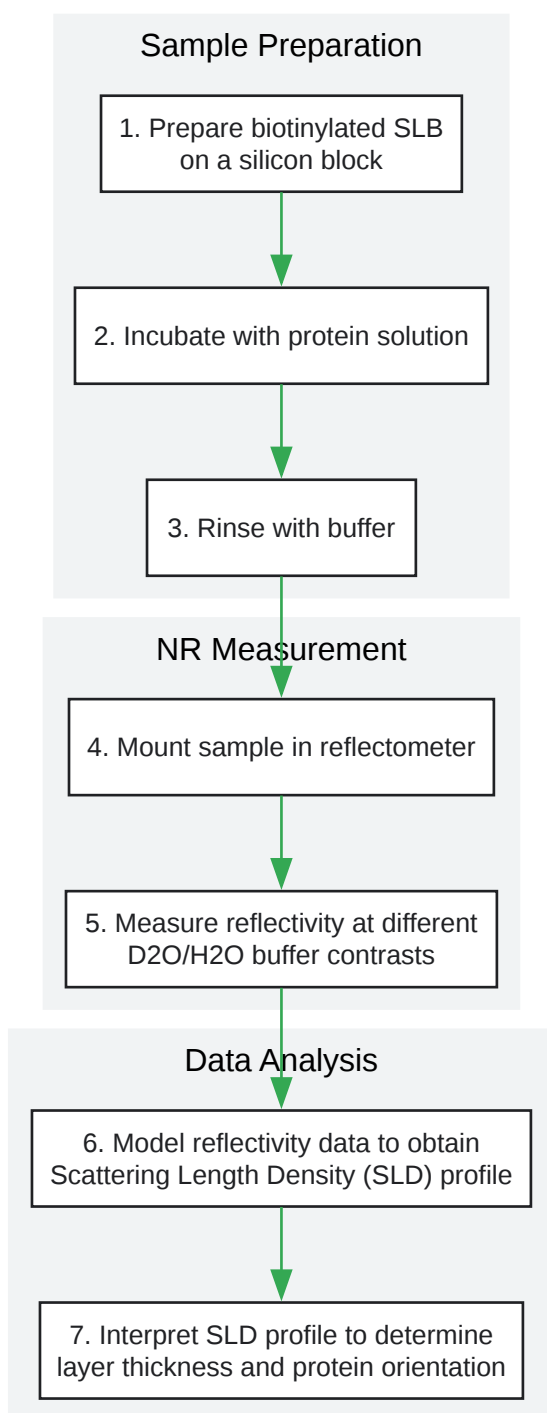 Sample Preparation
1. Prepare biotinylated SLB
on a silicon block
2. Incubate with protein solution
3. Rinse with buffer
NR Measurement
4. Mount sample in reflectometer
5. Measure reflectivity at different
D2O/H2O buffer contrasts
Data Analysis
6. Model reflectivity data to obtain
Scattering Length Density (SLD) profile
7. Interpret SLD profile to determine
layer thickness and protein orientation